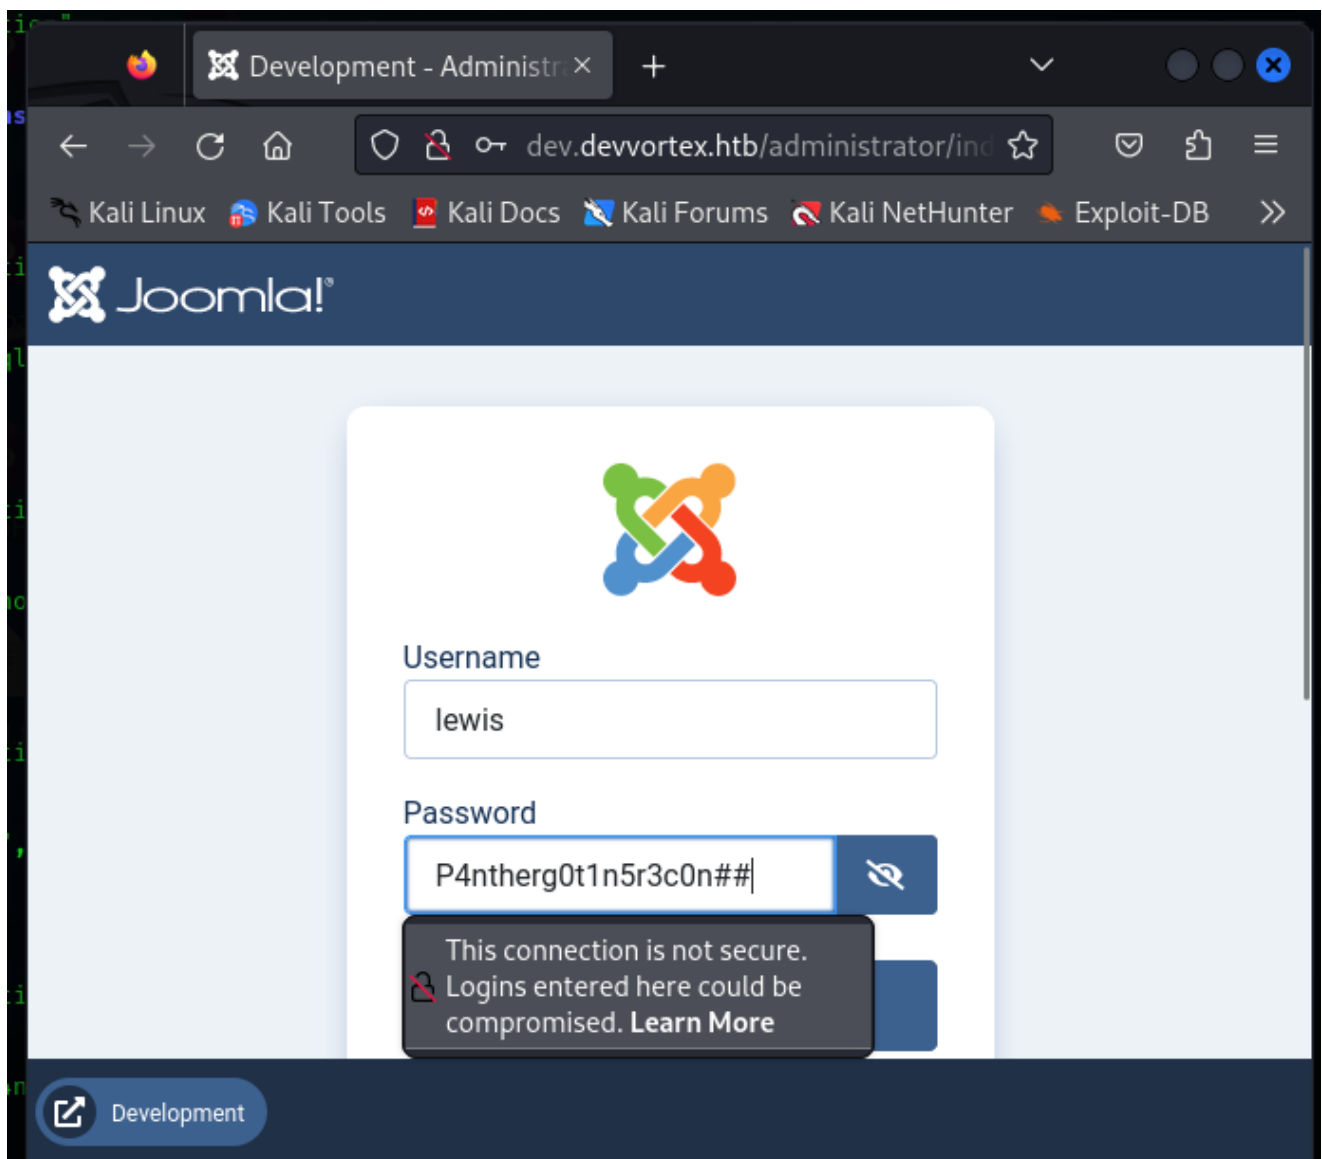 Development - Administra
dev.devvortex.htb/administrator/ind
Kali Linux Kali Tools Kali Docs Kali Forums Kali NetHunter Exploit-DB
Joomla!®
Username
lewis
Password
P4ntherg0t1n5r3c0n##
This connection is not secure.
Logins entered here could be
compromised. Learn More
Development